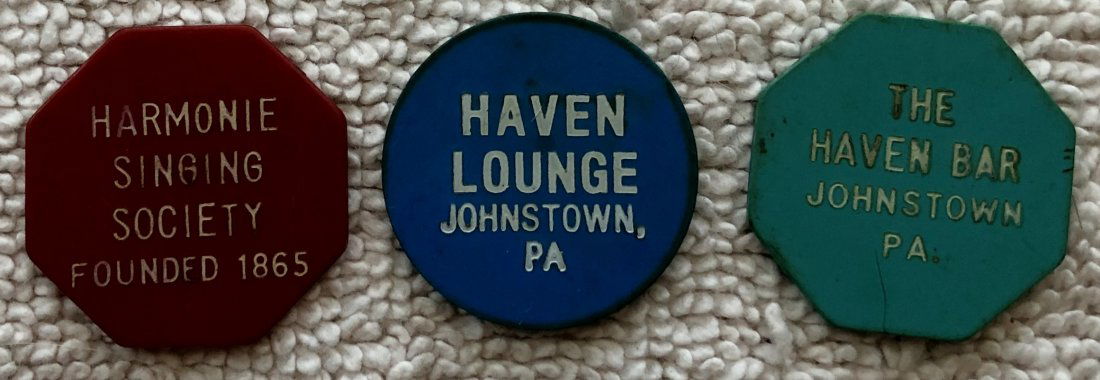 HARMONIE
SINGING
SOCIETY
FOUNDED 1865
HAVEN
LOUNGE
JOHNSTOWN,
PA
THE
HAVEN BAR
JOHNSTOWN
PA.